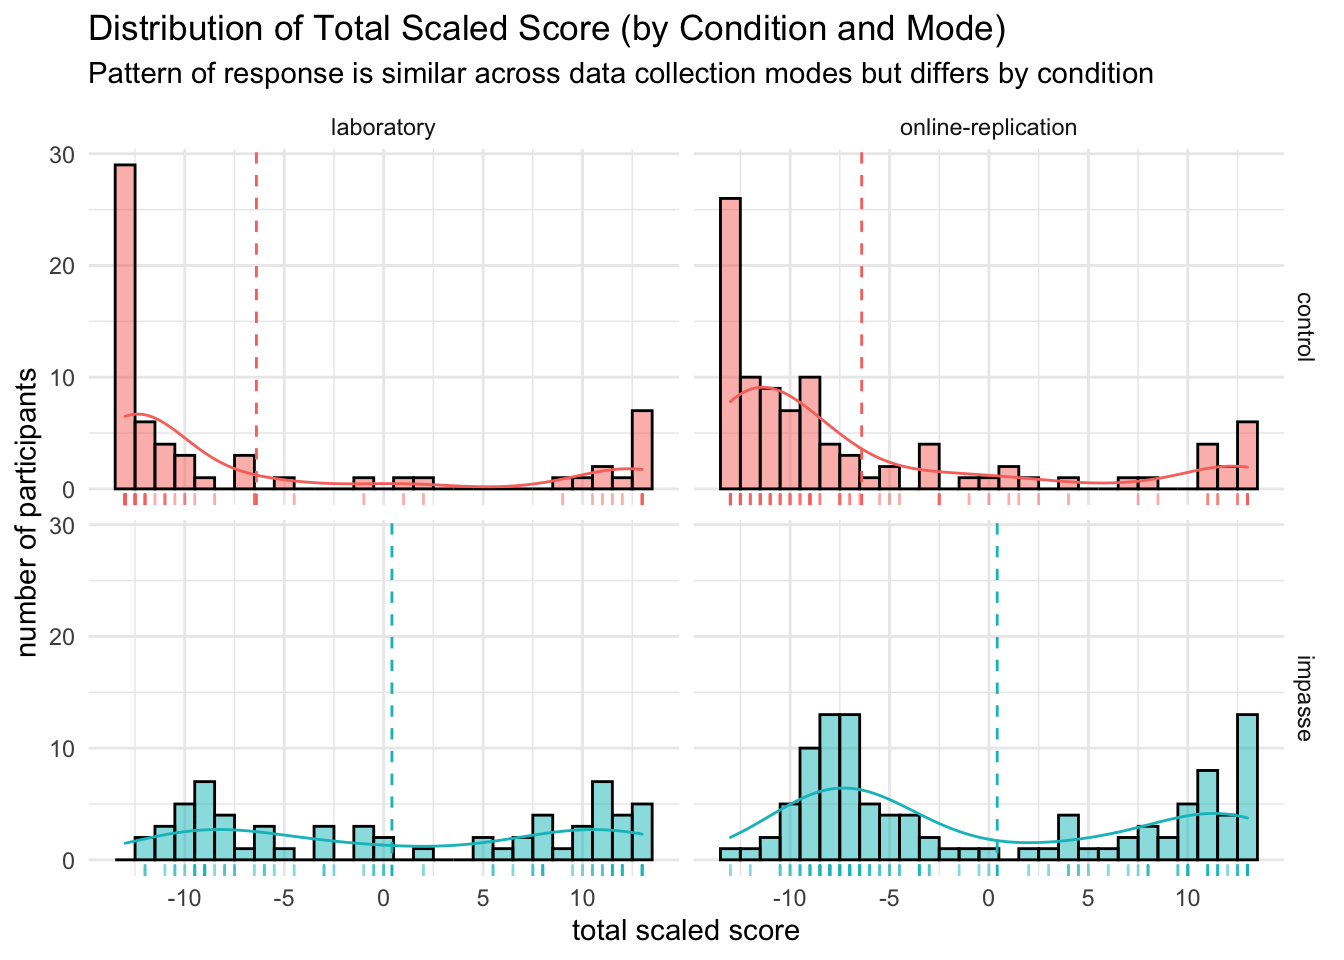 Distribution of Total Scaled Score (by Condition and Mode)
Pattern of response is similar across data collection modes but differs by condition
laboratory
online-replication
30
20
10
0
control
30
20
10
0
impasse
number of participants
-10 -5 0 5 10
-10 -5 0 5 10
total scaled score